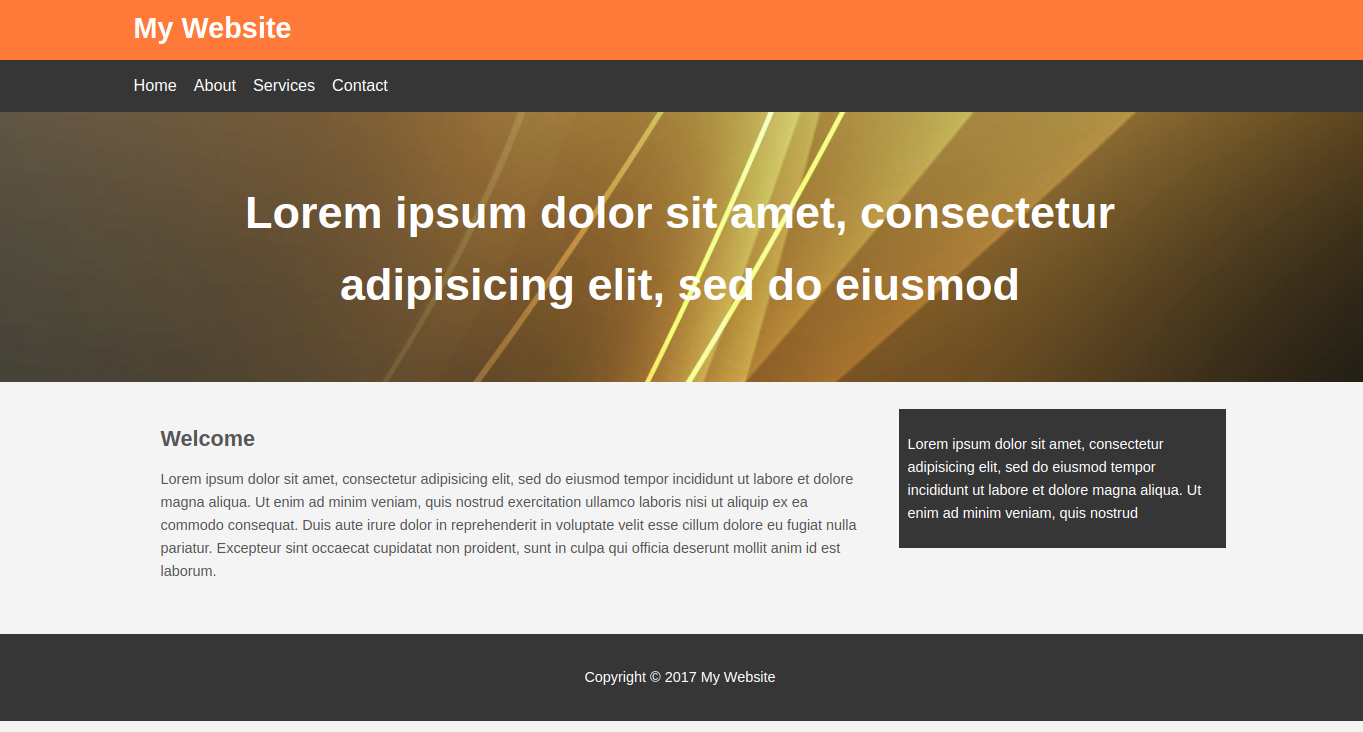 My Website
Home About Services Contact
Lorem ipsum dolor sit amet, consectetur
adipisicing elit, sed do eiusmod
Welcome
Lorem ipsum dolor sit amet, consectetur adipisicing elit, sed do eiusmod tempor incididunt ut labore et dolore
magna aliqua. Ut enim ad minim veniam, quis nostrud exercitation ullamco laboris nisi ut aliquip ex ea
commodo consequat. Duis aute irure dolor in reprehenderit in voluptate velit esse cillum dolore eu fugiat nulla
pariatur. Excepteur sint occaecat cupidatat non proident, sunt in culpa qui officia deserunt mollit anim id est
laborum.
Lorem ipsum dolor sit amet, consectetur
adipisicing elit, sed do eiusmod tempor
incididunt ut labore et dolore magna aliqua. Ut
enim ad minim veniam, quis nostrud
Copyright © 2017 My Website